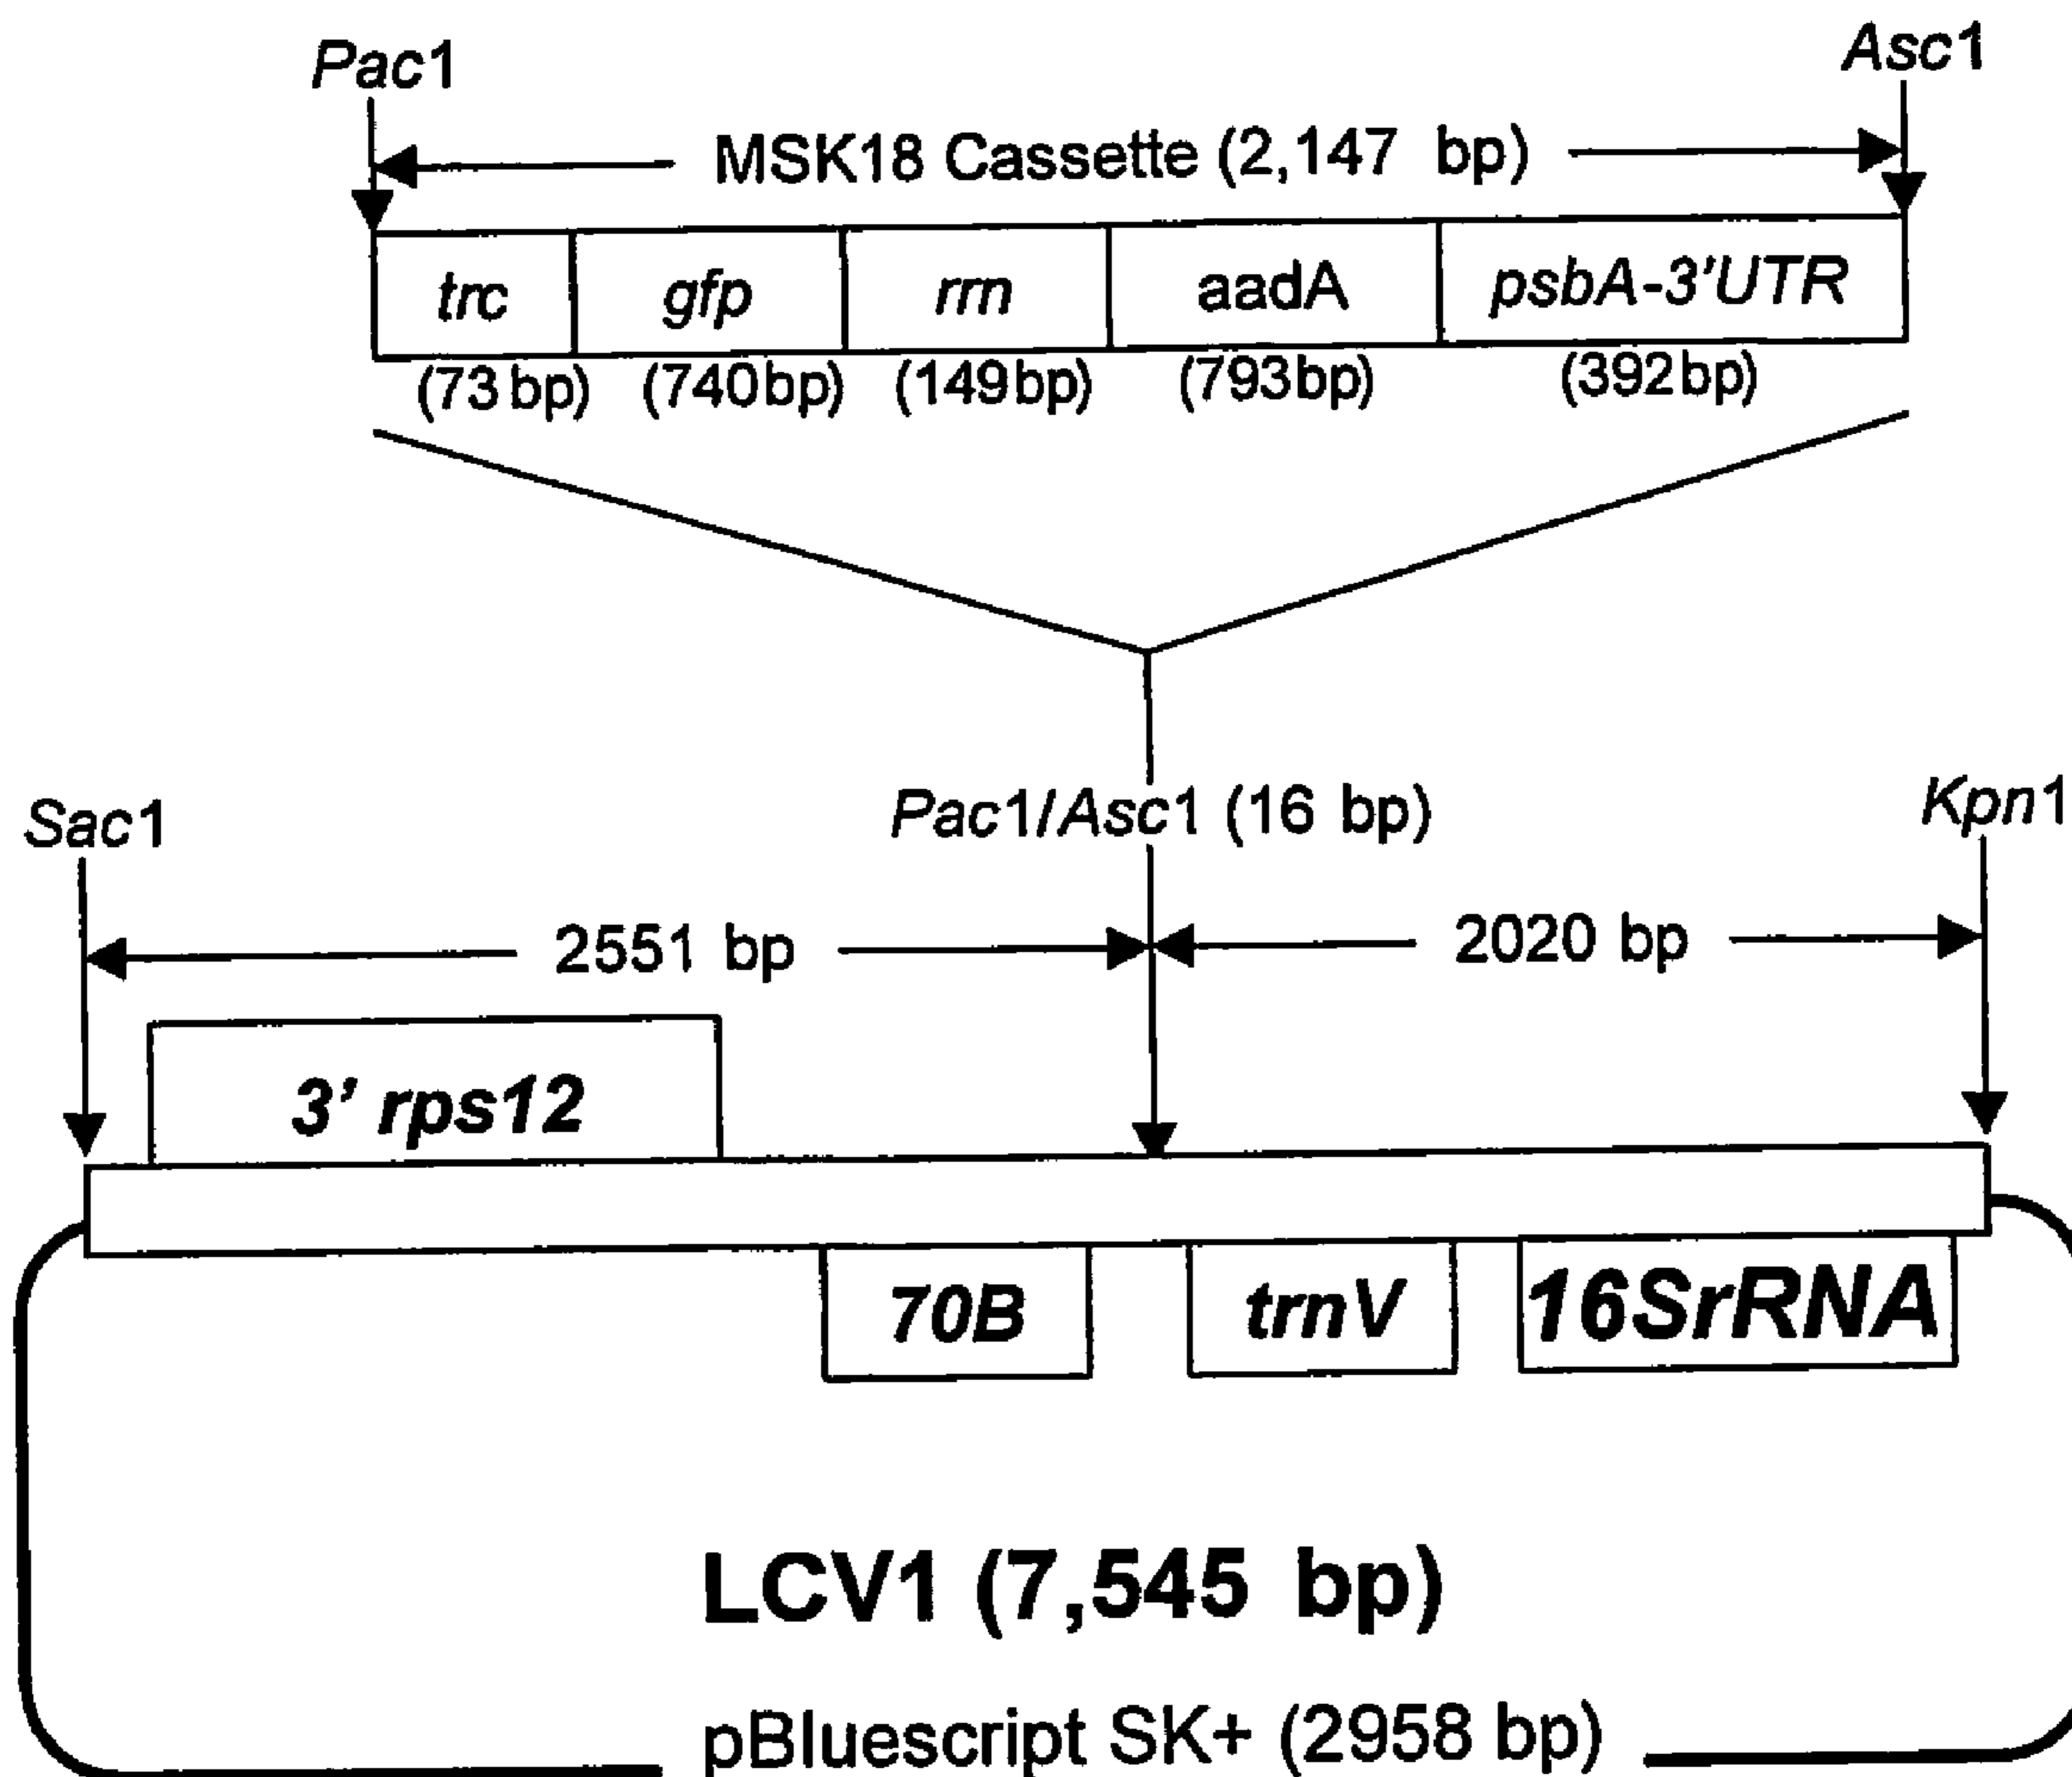 Pac1 Asc1
MSK18 Cassette (2,147 bp)
trc gfp rrn aadA psbA-3'UTR
(73 bp) (740bp) (149bp) (793bp) (392bp)
Sac1 Pac1/Asc1 (16 bp) Kpn1
2551 bp 2020 bp
3' rps12
70B trnV 16SrRNA
LCV1 (7,545 bp)
pBluescript SK+ (2958 bp)